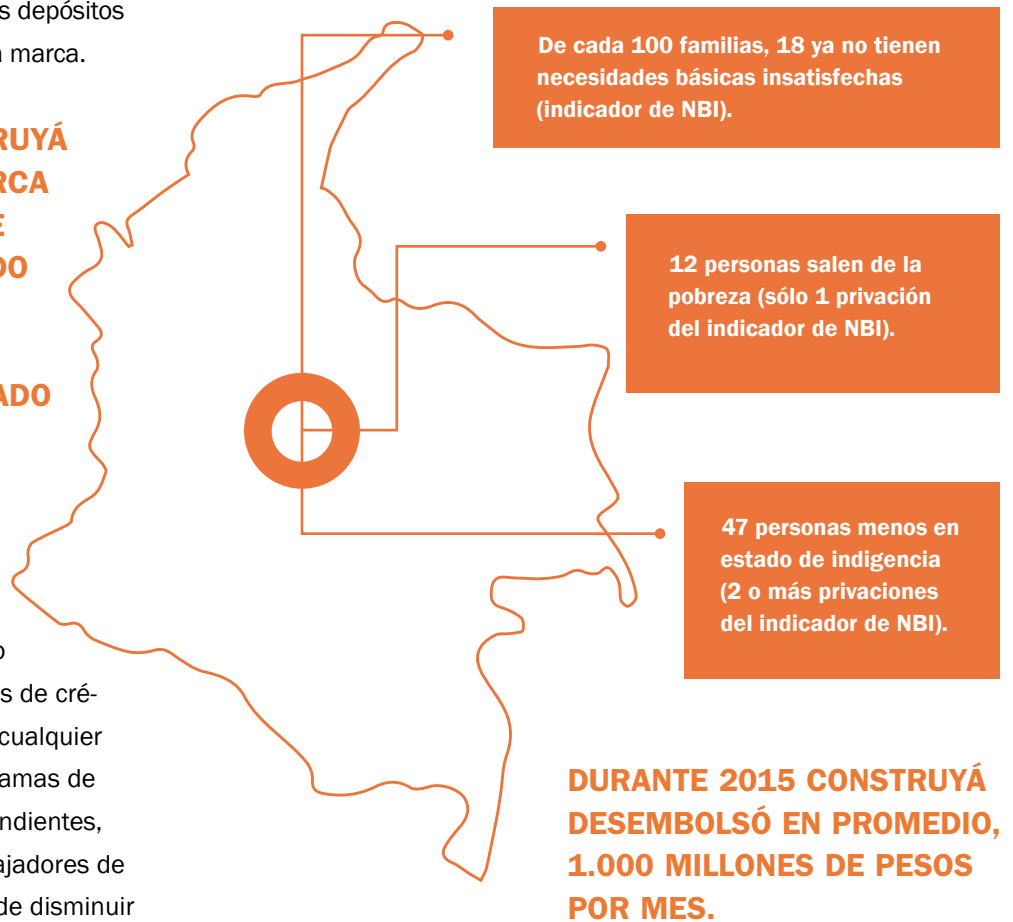 s depósitos
marca.
RUYÁ
RCA
E
DO
ADO
o
s de cré-
cualquier
amas de
ndientes,
ajadores de
de disminuir
De cada 100 familias, 18 ya no tienen
necesidades básicas insatisfechas
(indicador de NBI).
12 personas salen de la
pobreza (sólo 1 privación
del indicador de NBI).
47 personas menos en
estado de indigencia
(2 o más privaciones
del indicador de NBI).
DURANTE 2015 CONSTRUYÁ
DESEMBOLSÓ EN PROMEDIO,
1.000 MILLONES DE PESOS
POR MES.